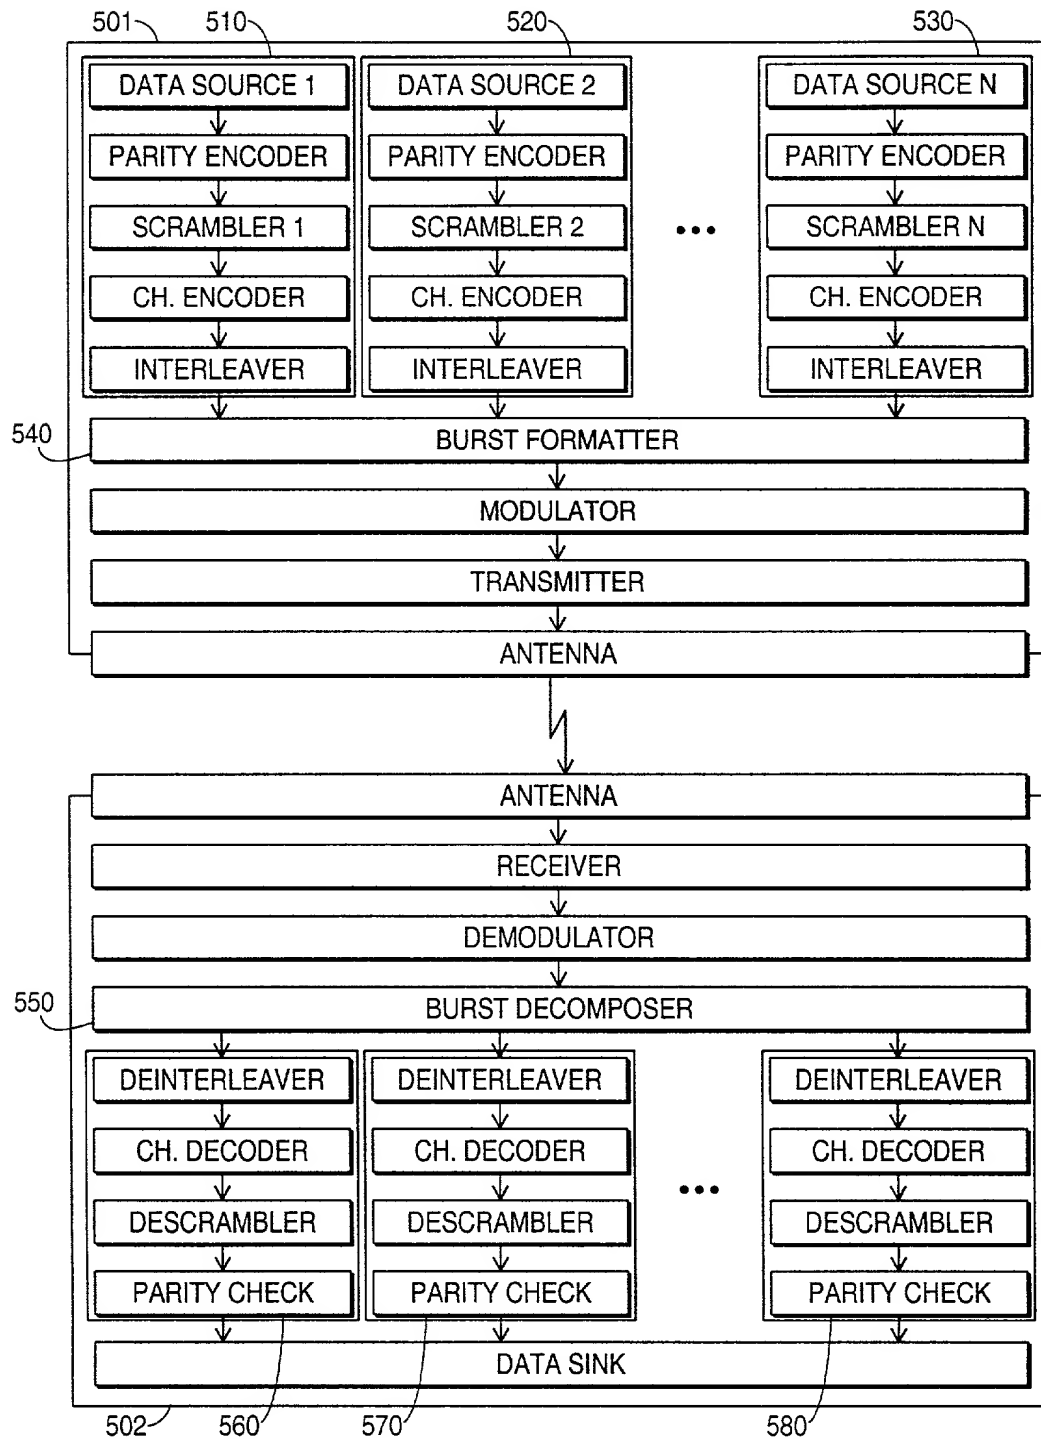 501 510 520 530
DATA SOURCE 1 DATA SOURCE 2 DATA SOURCE N
PARITY ENCODER PARITY ENCODER PARITY ENCODER
SCRAMBLER 1 SCRAMBLER 2 ••• SCRAMBLER N
CH. ENCODER CH. ENCODER CH. ENCODER
INTERLEAVER INTERLEAVER INTERLEAVER
540 BURST FORMATTER
MODULATOR
TRANSMITTER
ANTENNA
ANTENNA
RECEIVER
DEMODULATOR
550 BURST DECOMPOSER
DEINTERLEAVER DEINTERLEAVER DEINTERLEAVER
CH. DECODER CH. DECODER CH. DECODER
DESCRAMBLER DESCRAMBLER ••• DESCRAMBLER
PARITY CHECK PARITY CHECK PARITY CHECK
DATA SINK
502 560 570 580